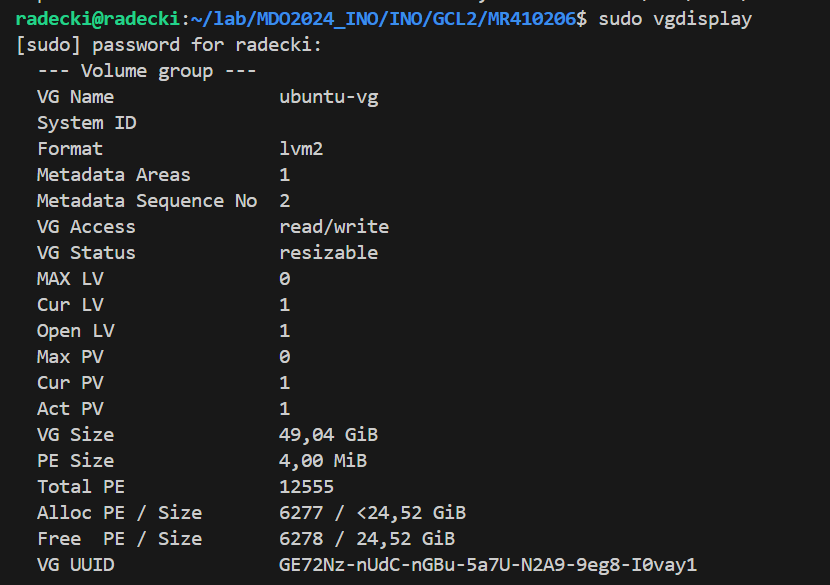 radecki@radecki:~/lab/MDO2024_INO/INO/GCL2/MR410206$ sudo vgdisplay
[sudo] password for radecki:
--- Volume group ---
VG Name ubuntu-vg
System ID
Format lvm2
Metadata Areas 1
Metadata Sequence No 2
VG Access read/write
VG Status resizable
MAX LV 0
Cur LV 1
Open LV 1
Max PV 0
Cur PV 1
Act PV 1
VG Size 49,04 GiB
PE Size 4,00 MiB
Total PE 12555
Alloc PE / Size 6277 / <24,52 GiB
Free  PE / Size 6278 / 24,52 GiB
VG UUID GE72Nz-nUdC-nGBu-5a7U-N2A9-9eg8-I0vay1